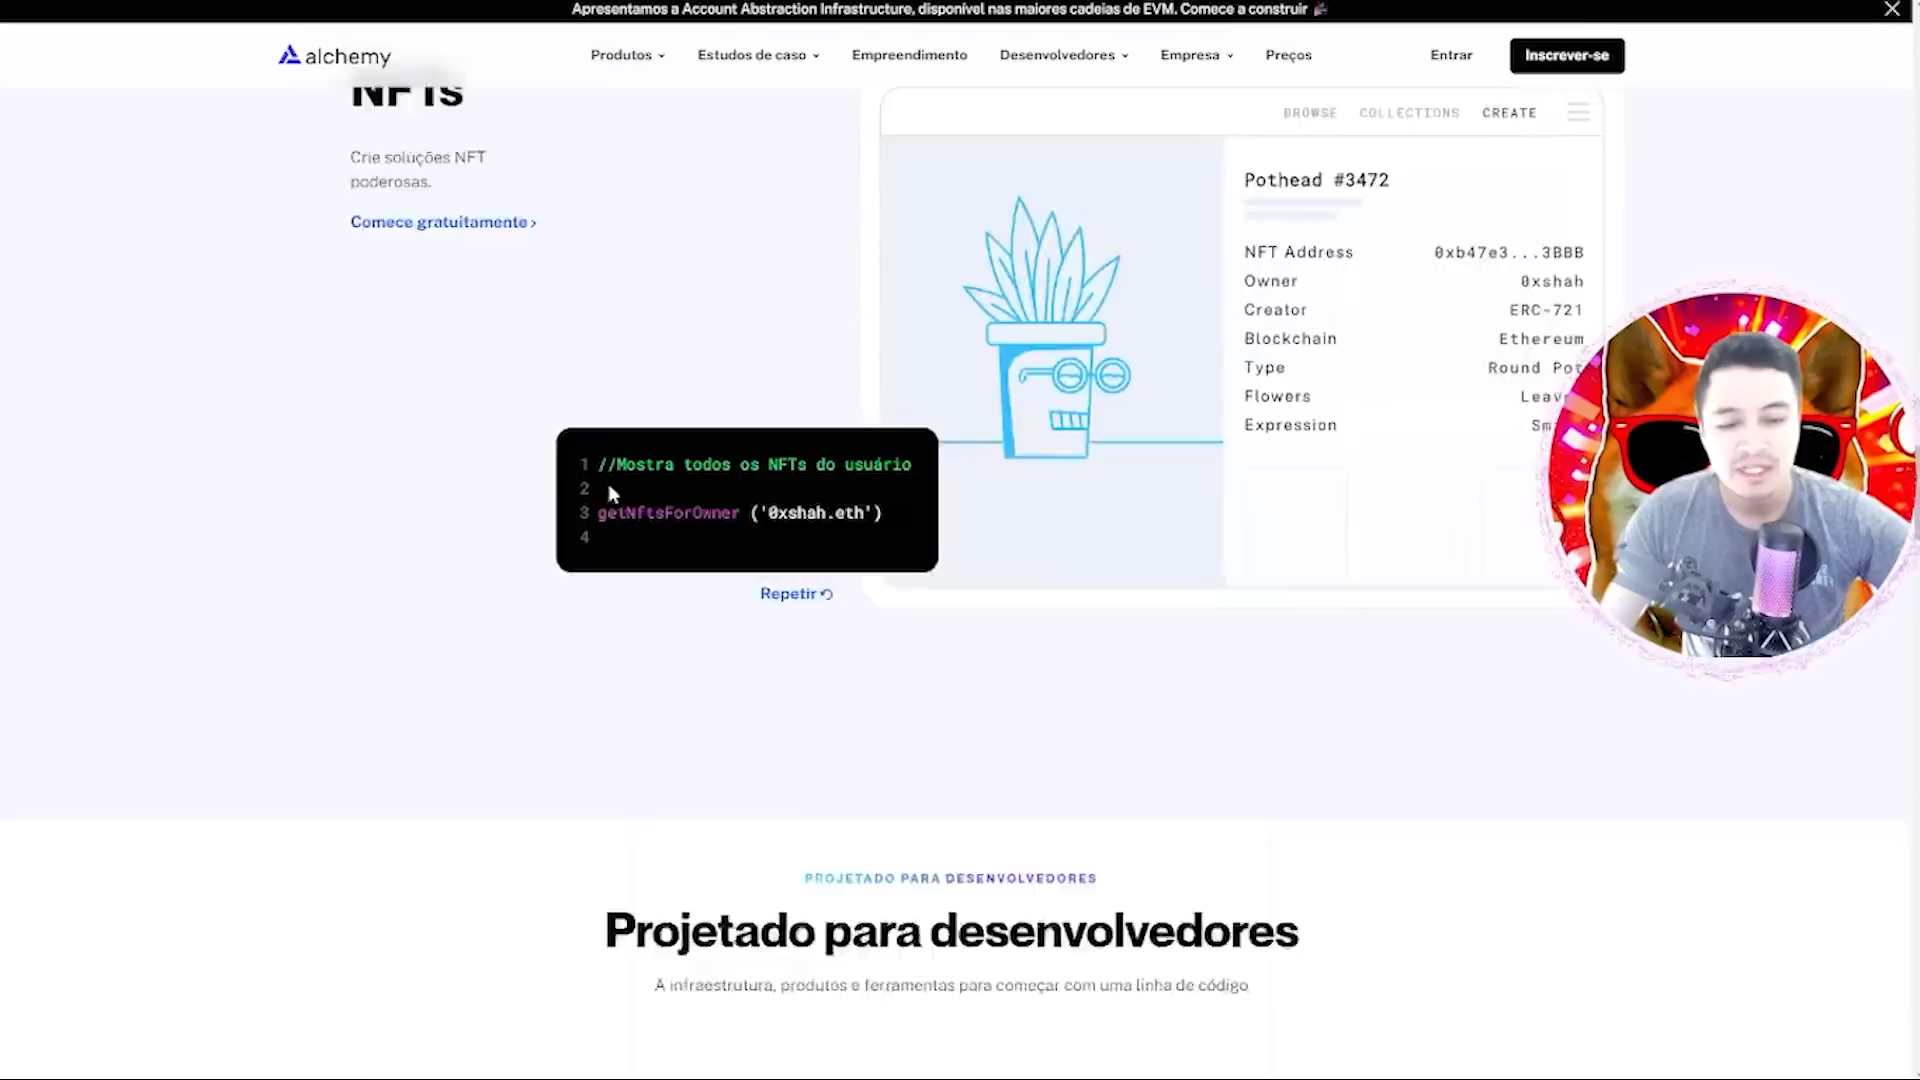 Apresentamos a Account Abstraction Infrastructure, disponível nas maiores cadeias de EVM. Comece a construir
alchemy
Produtos
Estudos de caso
Empreendimento
Desenvolvedores
Empresa
Preços
Entrar
Inscrever-se
NFTs
Crie soluções NFT
poderosas.
Comece gratuitamente ›
BROWSE COLLECTIONS CREATE
Pothead #3472
NFT Address 0xb47e3...3BBB
Owner 0xshah
Creator ERC-721
Blockchain Ethereum
Type Round Pot
Flowers
Expression
1 //Mostra todos os NFTs do usuário
2
3 getNftsForOwner ('0xshah.eth')
4
Repetir
PROJETADO PARA DESENVOLVEDORES
Projetado para desenvolvedores
A infraestrutura, produtos e ferramentas para começar com uma linha de código